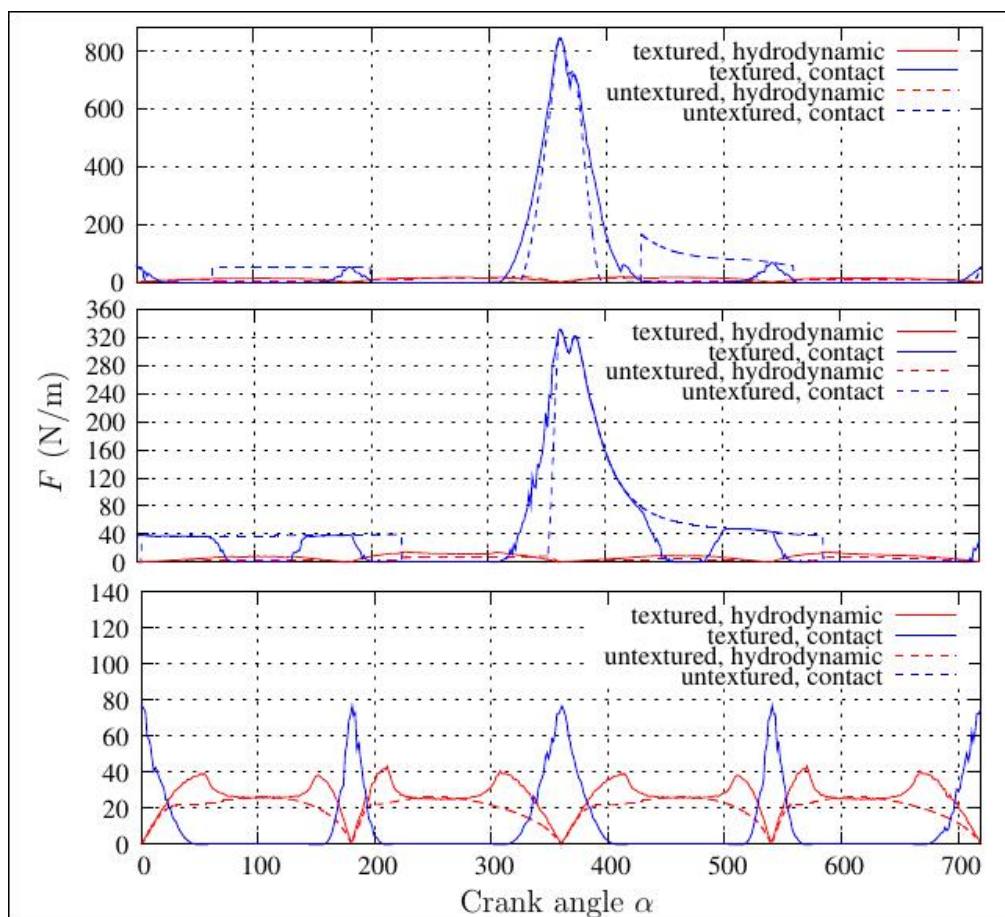 800
600
400
200
0
textured, hydrodynamic
textured, contact
untextured, hydrodynamic
untextured, contact
360
320
280
240
200
160
120
80
40
0
textured, hydrodynamic
textured, contact
untextured, hydrodynamic
untextured, contact
F (N/m)
140
120
100
80
60
40
20
0
textured, hydrodynamic
textured, contact
untextured, hydrodynamic
untextured, contact
0 100 200 300 400 500 600 700
Crank angle α